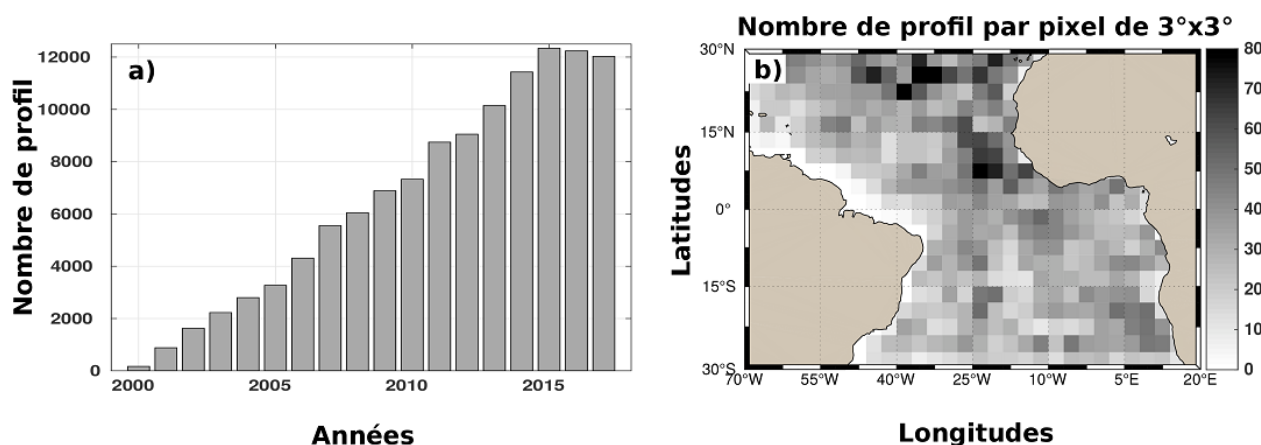 a)
Nombre de profil
12000
10000
8000
6000
4000
2000
0
2000 2005 2010 2015
Années
Nombre de profil par pixel de 3°x3°
b)
Latitudes
30°N
15°N
0°
15°S
30°S
70°W 55°W 40°W 25°W 10°W 5°E 20°E
Longitudes
80
70
60
50
40
30
20
10
0